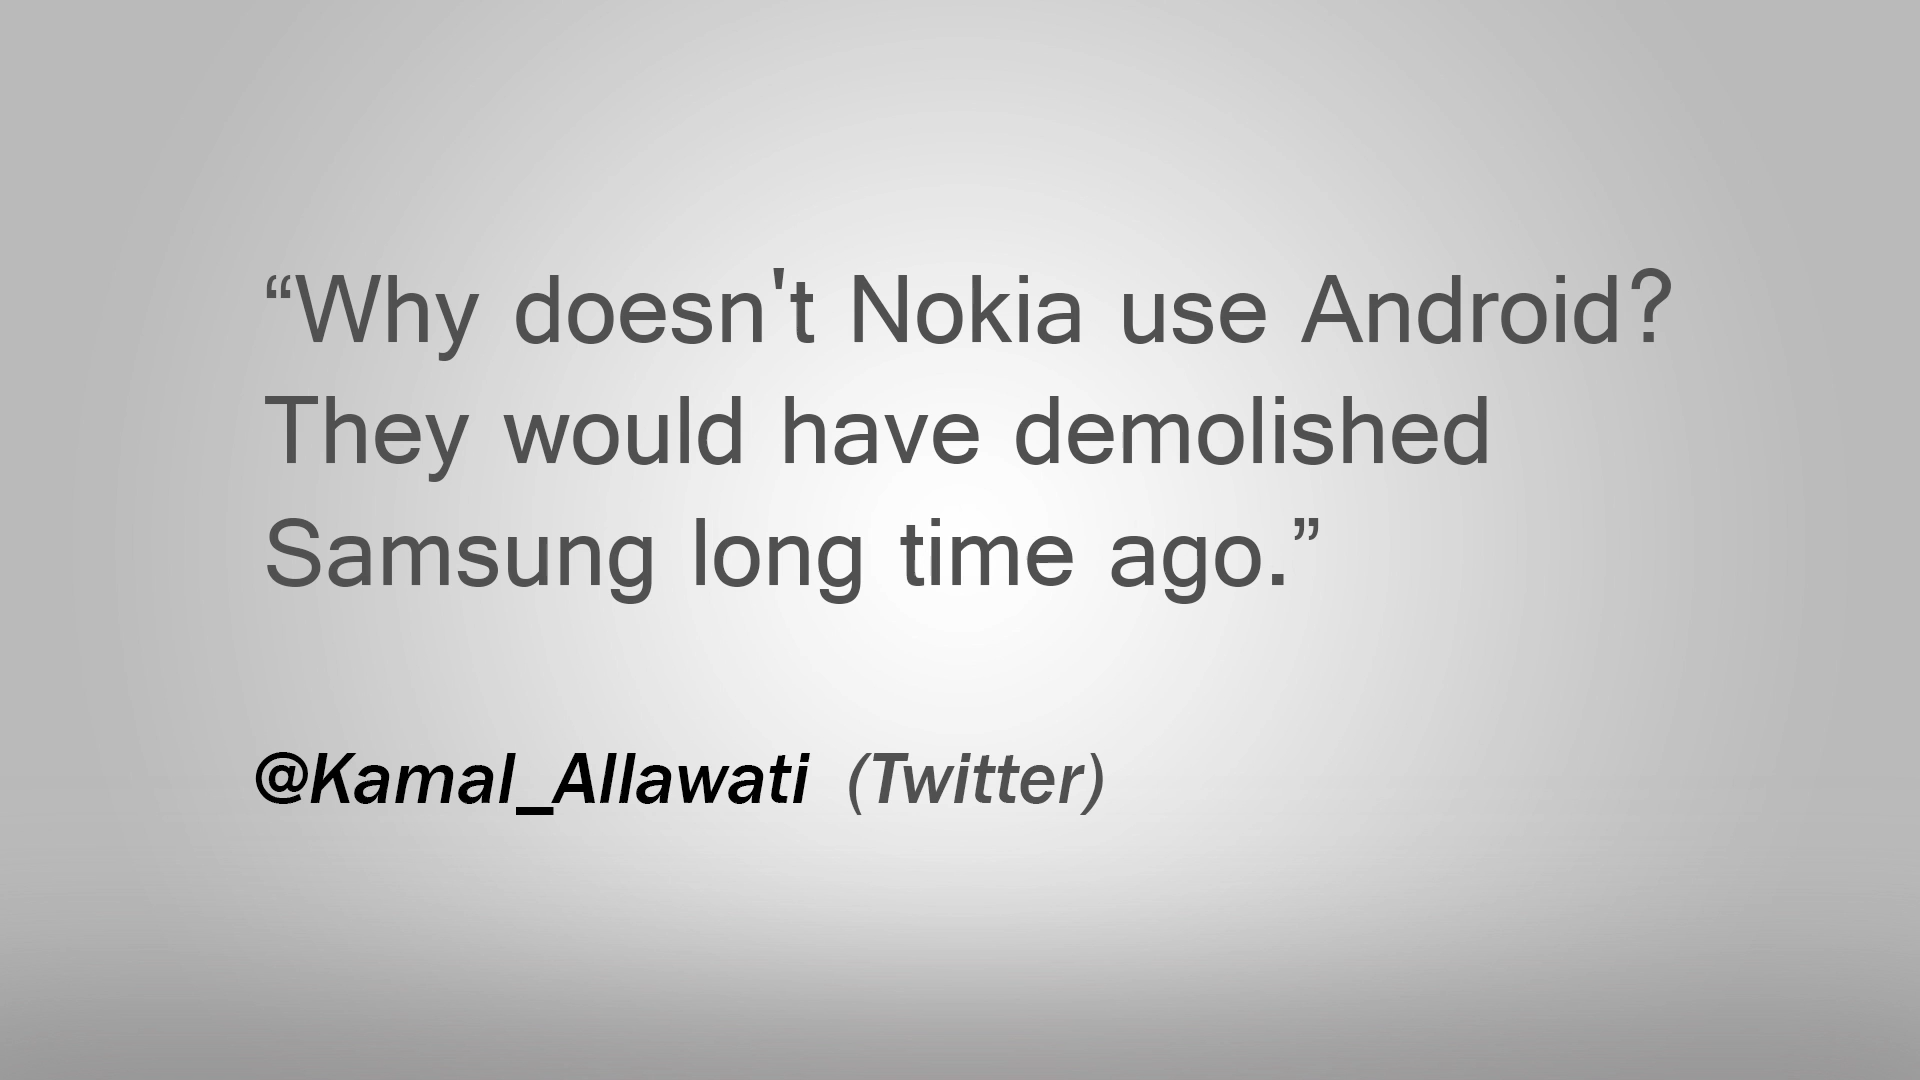 “Why doesn't Nokia use Android?
They would have demolished
Samsung long time ago.”
@Kamal_Allawati (Twitter)